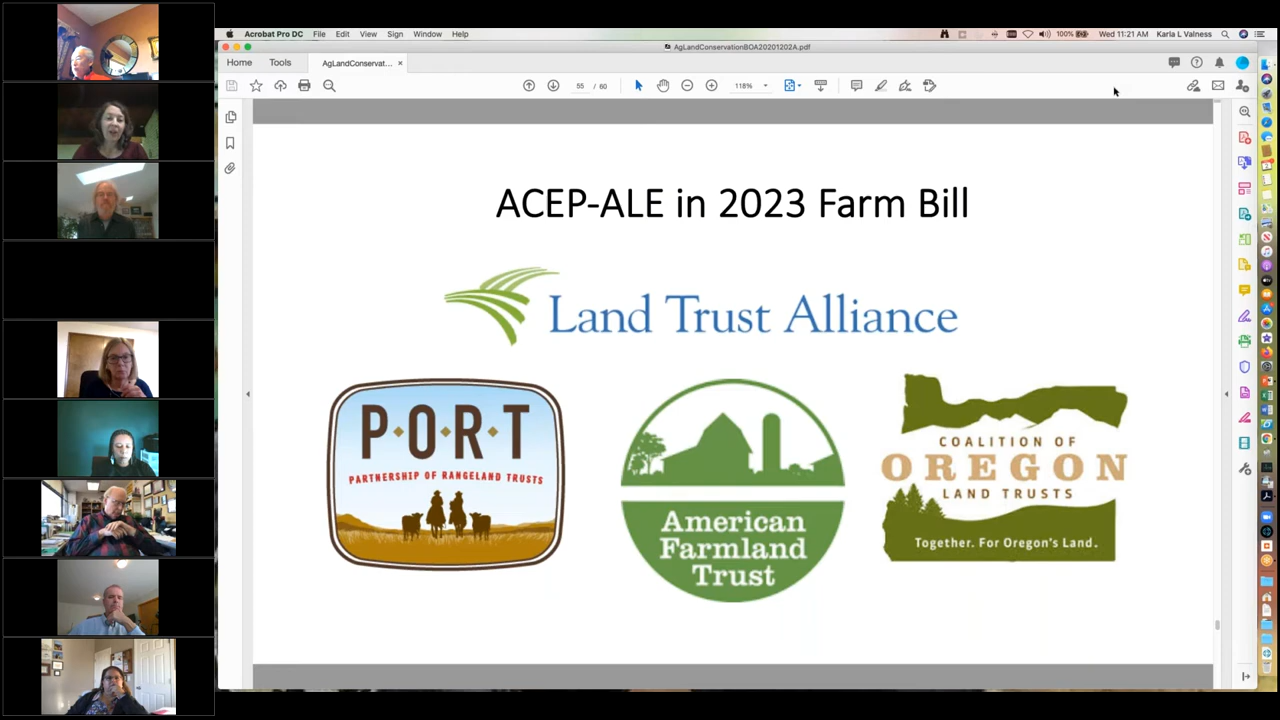 Acrobat Pro DC File Edit View Sign Window Help
100% Wed 11:21 AM Karla L Valness
AgLandConservationBOA20201202A.pdf
Home Tools AgLandConservat... ×
55 / 60
118%
ACEP-ALE in 2023 Farm Bill
Land Trust Alliance
P·O·R·T
PARTNERSHIP OF RANGELAND TRUSTS
American
Farmland
Trust
COALITION OF
OREGON
LAND TRUSTS
Together. For Oregon's Land.